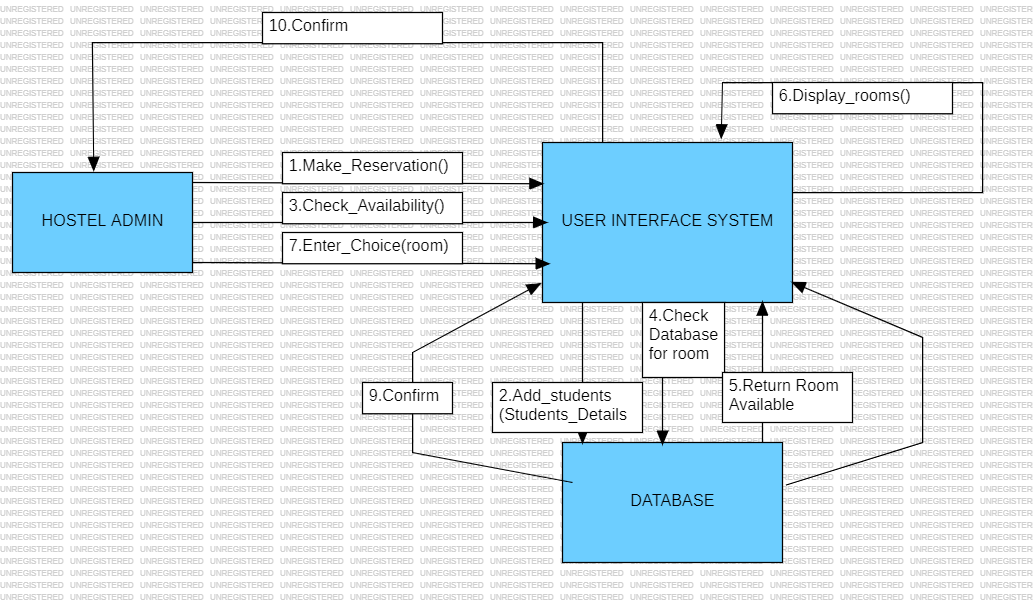 10.Confirm
6.Display_rooms()
1.Make_Reservation()
3.Check_Availability()
7.Enter_Choice(room)
HOSTEL ADMIN
USER INTERFACE SYSTEM
4.Check
Database
for room
9.Confirm
2.Add_students
(Students_Details
5.Return Room
Available
DATABASE
UNREGISTERED